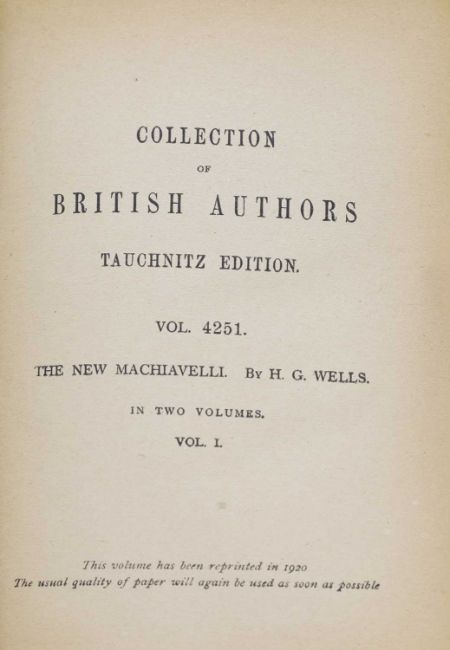 COLLECTION
OF
BRITISH AUTHORS
TAUCHNITZ EDITION.
VOL. 4251.
THE NEW MACHIAVELLI. By H. G. WELLS.
IN TWO VOLUMES.
VOL. I.
This volume has been reprinted in 1920
The usual quality of paper will again be used as soon as possible